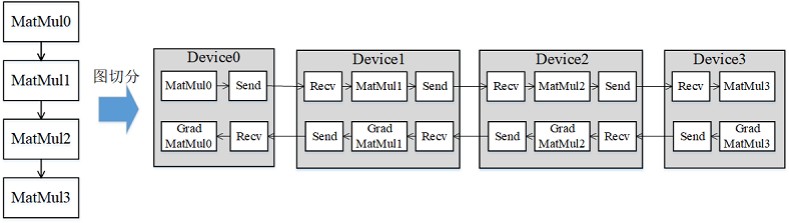 MatMul0
MatMul1
MatMul2
MatMul3
图切分
Device0
MatMul0 Send
Grad MatMul0 Recv
Device1
Recv MatMul1 Send
Send Grad MatMul1 Recv
Device2
Recv MatMul2 Send
Send Grad MatMul2 Recv
Device3
Recv MatMul3
Send Grad MatMul3